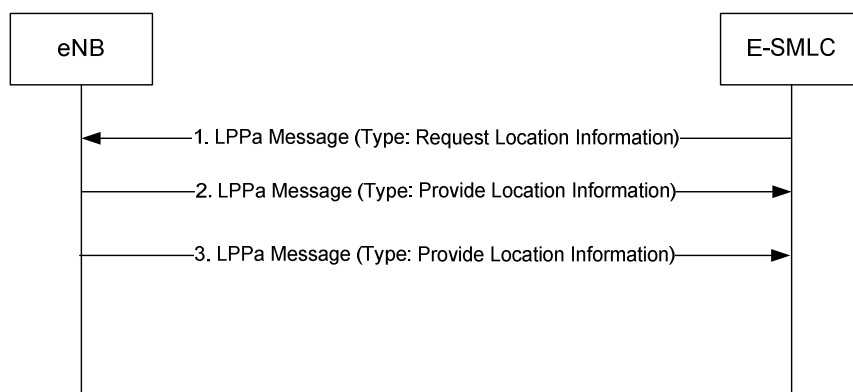 eNB
E-SMLC
1. LPPa Message (Type: Request Location Information)
2. LPPa Message (Type: Provide Location Information)
3. LPPa Message (Type: Provide Location Information)